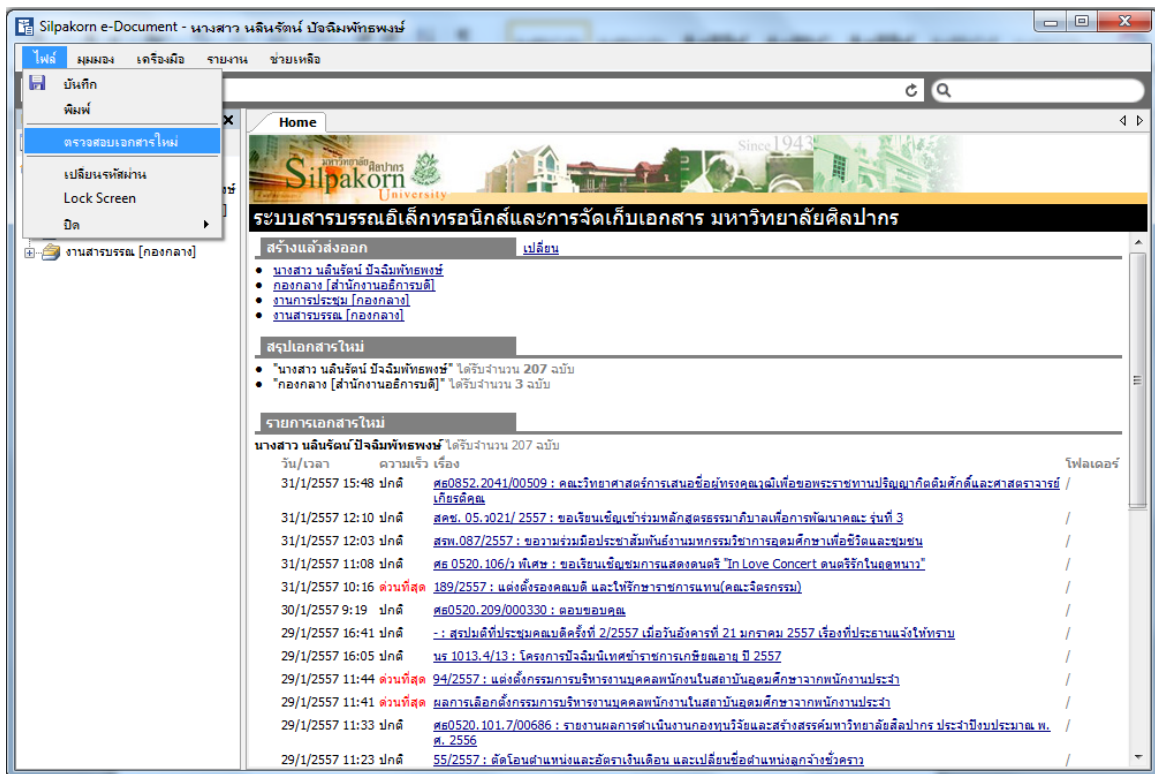 Silpakorn e-Document - นางสาว นลินรัตน์ ปัจฉิมพัทธพงษ์
ไฟล์ มุมมอง เครื่องมือ รายงาน ช่วยเหลือ
บันทึก
พิมพ์
ตรวจสอบเอกสารใหม่
เปลี่ยนรหัสผ่าน
Lock Screen
ปิด
งานสารบรรณ [กองกลาง]
Home
Since 1943
มหาวิทยาลัยศิลปากร
Silpakorn
University
ระบบสารบรรณอิเล็กทรอนิกส์และการจัดเก็บเอกสาร มหาวิทยาลัยศิลปากร
สร้างแล้วส่งออก เปลี่ยน
นางสาว นลินรัตน์ ปัจฉิมพัทธพงษ์
กองกลาง [สำนักงานอธิการบดี]
งานการประชุม [กองกลาง]
งานสารบรรณ [กองกลาง]
สรุปเอกสารใหม่
"นางสาว นลินรัตน์ ปัจฉิมพัทธพงษ์" ได้รับจำนวน 207 ฉบับ
"กองกลาง [สำนักงานอธิการบดี]" ได้รับจำนวน 3 ฉบับ
รายการเอกสารใหม่
นางสาว นลินรัตน์ ปัจฉิมพัทธพงษ์ ได้รับจำนวน 207 ฉบับ
วัน/เวลา ความเร็ว เรื่อง โฟลเดอร์
31/1/2557 15:48 ปกติ ศธ0852.2041/00509 : คณะวิทยาศาสตร์การเสนอชื่อผู้ทรงคุณวุฒิเพื่อขอพระราชทานปริญญากิตติมศักดิ์และศาสตราจารย์ /
เกียรติคุณ
31/1/2557 12:10 ปกติ สคช. 05.ว021/ 2557 : ขอเรียนเชิญเข้าร่วมหลักสูตรธรรมาภิบาลเพื่อการพัฒนาคณะ รุ่นที่ 3 /
31/1/2557 12:03 ปกติ สรพ.087/2557 : ขอวามร่วมมือประชาสัมพันธ์งานมหกรรมวิชาการอุดมศึกษาเพื่อชีวิตและชุมชน /
31/1/2557 11:08 ปกติ ศธ 0520.106/ว พิเศษ : ขอเรียนเชิญชมการแสดงดนตรี "In Love Concert ดนตรีรักในฤดูหนาว" /
31/1/2557 10:16 ด่วนที่สุด 189/2557 : แต่งตั้งรองคณบดี และให้รักษาราชการแทน(คณะจิตรกรรม) /
30/1/2557 9:19 ปกติ ศธ0520.209/000330 : ตอบขอบคุณ /
29/1/2557 16:41 ปกติ - : สรุปมติที่ประชุมคณบดีครั้งที่ 2/2557 เมื่อวันอังคารที่ 21 มกราคม 2557 เรื่องที่ประธานแจ้งให้ทราบ /
29/1/2557 16:05 ปกติ นร 1013.4/13 : โครงการปัจฉิมนิเทศข้าราชการเกษียณอายุ ปี 2557 /
29/1/2557 11:44 ด่วนที่สุด 94/2557 : แต่งตั้งกรรมการบริหารงานบุคคลพนักงานในสถาบันอุดมศึกษาจากพนักงานประจำ /
29/1/2557 11:41 ด่วนที่สุด ผลการเลือกตั้งกรรมการบริหารงานบุคคลพนักงานในสถาบันอุดมศึกษาจากพนักงานประจำ /
29/1/2557 11:33 ปกติ ศธ0520.101.7/00686 : รายงานผลการดำเนินงานกองทุนวิจัยและสร้างสรรค์มหาวิทยาลัยศิลปากร ประจำปีงบประมาณ พ. /
ศ. 2556
29/1/2557 11:23 ปกติ 55/2557 : ตัดโอนตำแหน่งและอัตราเงินเดือน และเปลี่ยนชื่อตำแหน่งลูกจ้างชั่วคราว /